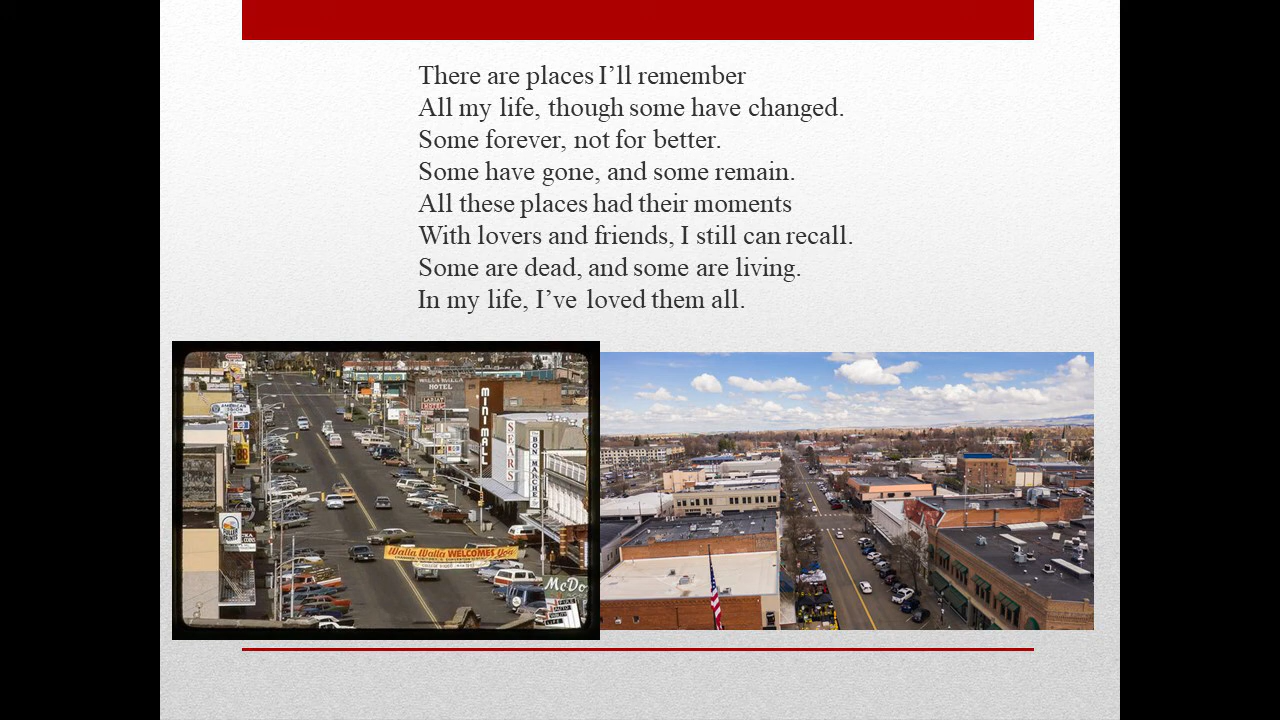 There are places I’ll remember
All my life, though some have changed.
Some forever, not for better.
Some have gone, and some remain.
All these places had their moments
With lovers and friends, I still can recall.
Some are dead, and some are living.
In my life, I’ve loved them all.
WALLA WALLA
HOTEL
MINI MALL
SEARS
BON MARCHE
Walla Walla WELCOMES You
McDo